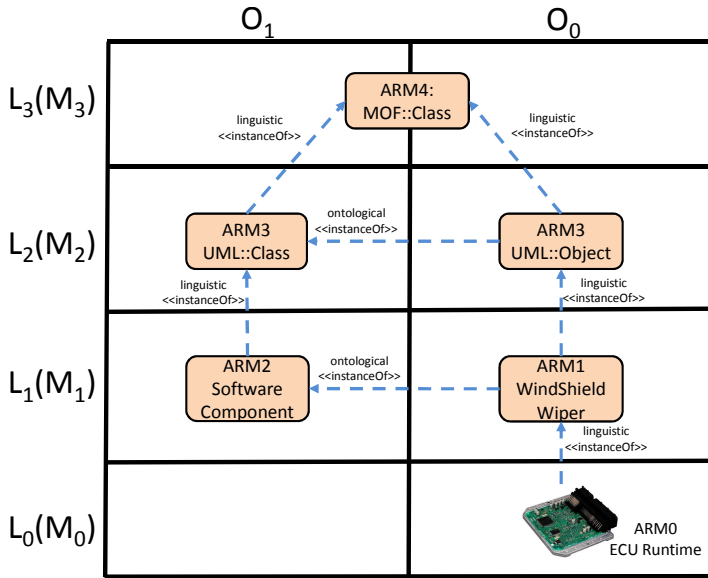 O1 O0
L3(M3)
ARM4:
MOF::Class
linguistic
<<instanceOf>>
linguistic
<<instanceOf>>
L2(M2)
ARM3
UML::Class
ontological
<<instanceOf>>
ARM3
UML::Object
linguistic
<<instanceOf>>
linguistic
<<instanceOf>>
L1(M1)
ARM2
Software
Component
ontological
<<instanceOf>>
ARM1
WindShield
Wiper
linguistic
<<instanceOf>>
L0(M0)
ARM0
ECU Runtime